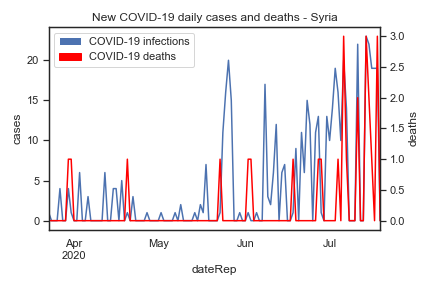 New COVID-19 daily cases and deaths - Syria
COVID-19 infections
COVID-19 deaths
20
15
10
5
0
cases
3.0
2.5
2.0
1.5
1.0
0.5
0.0
deaths
Apr
2020
May
Jun
Jul
dateRep